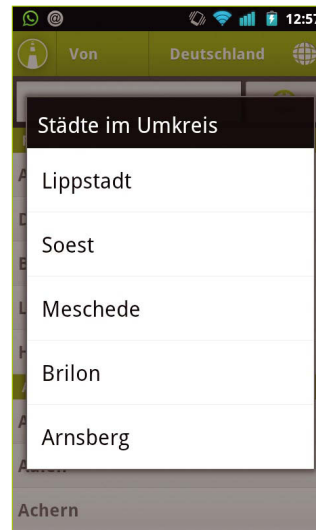 12:57
Von Deutschland
Städte im Umkreis
Lippstadt
Soest
Meschede
Brilon
Arnsberg
Achern